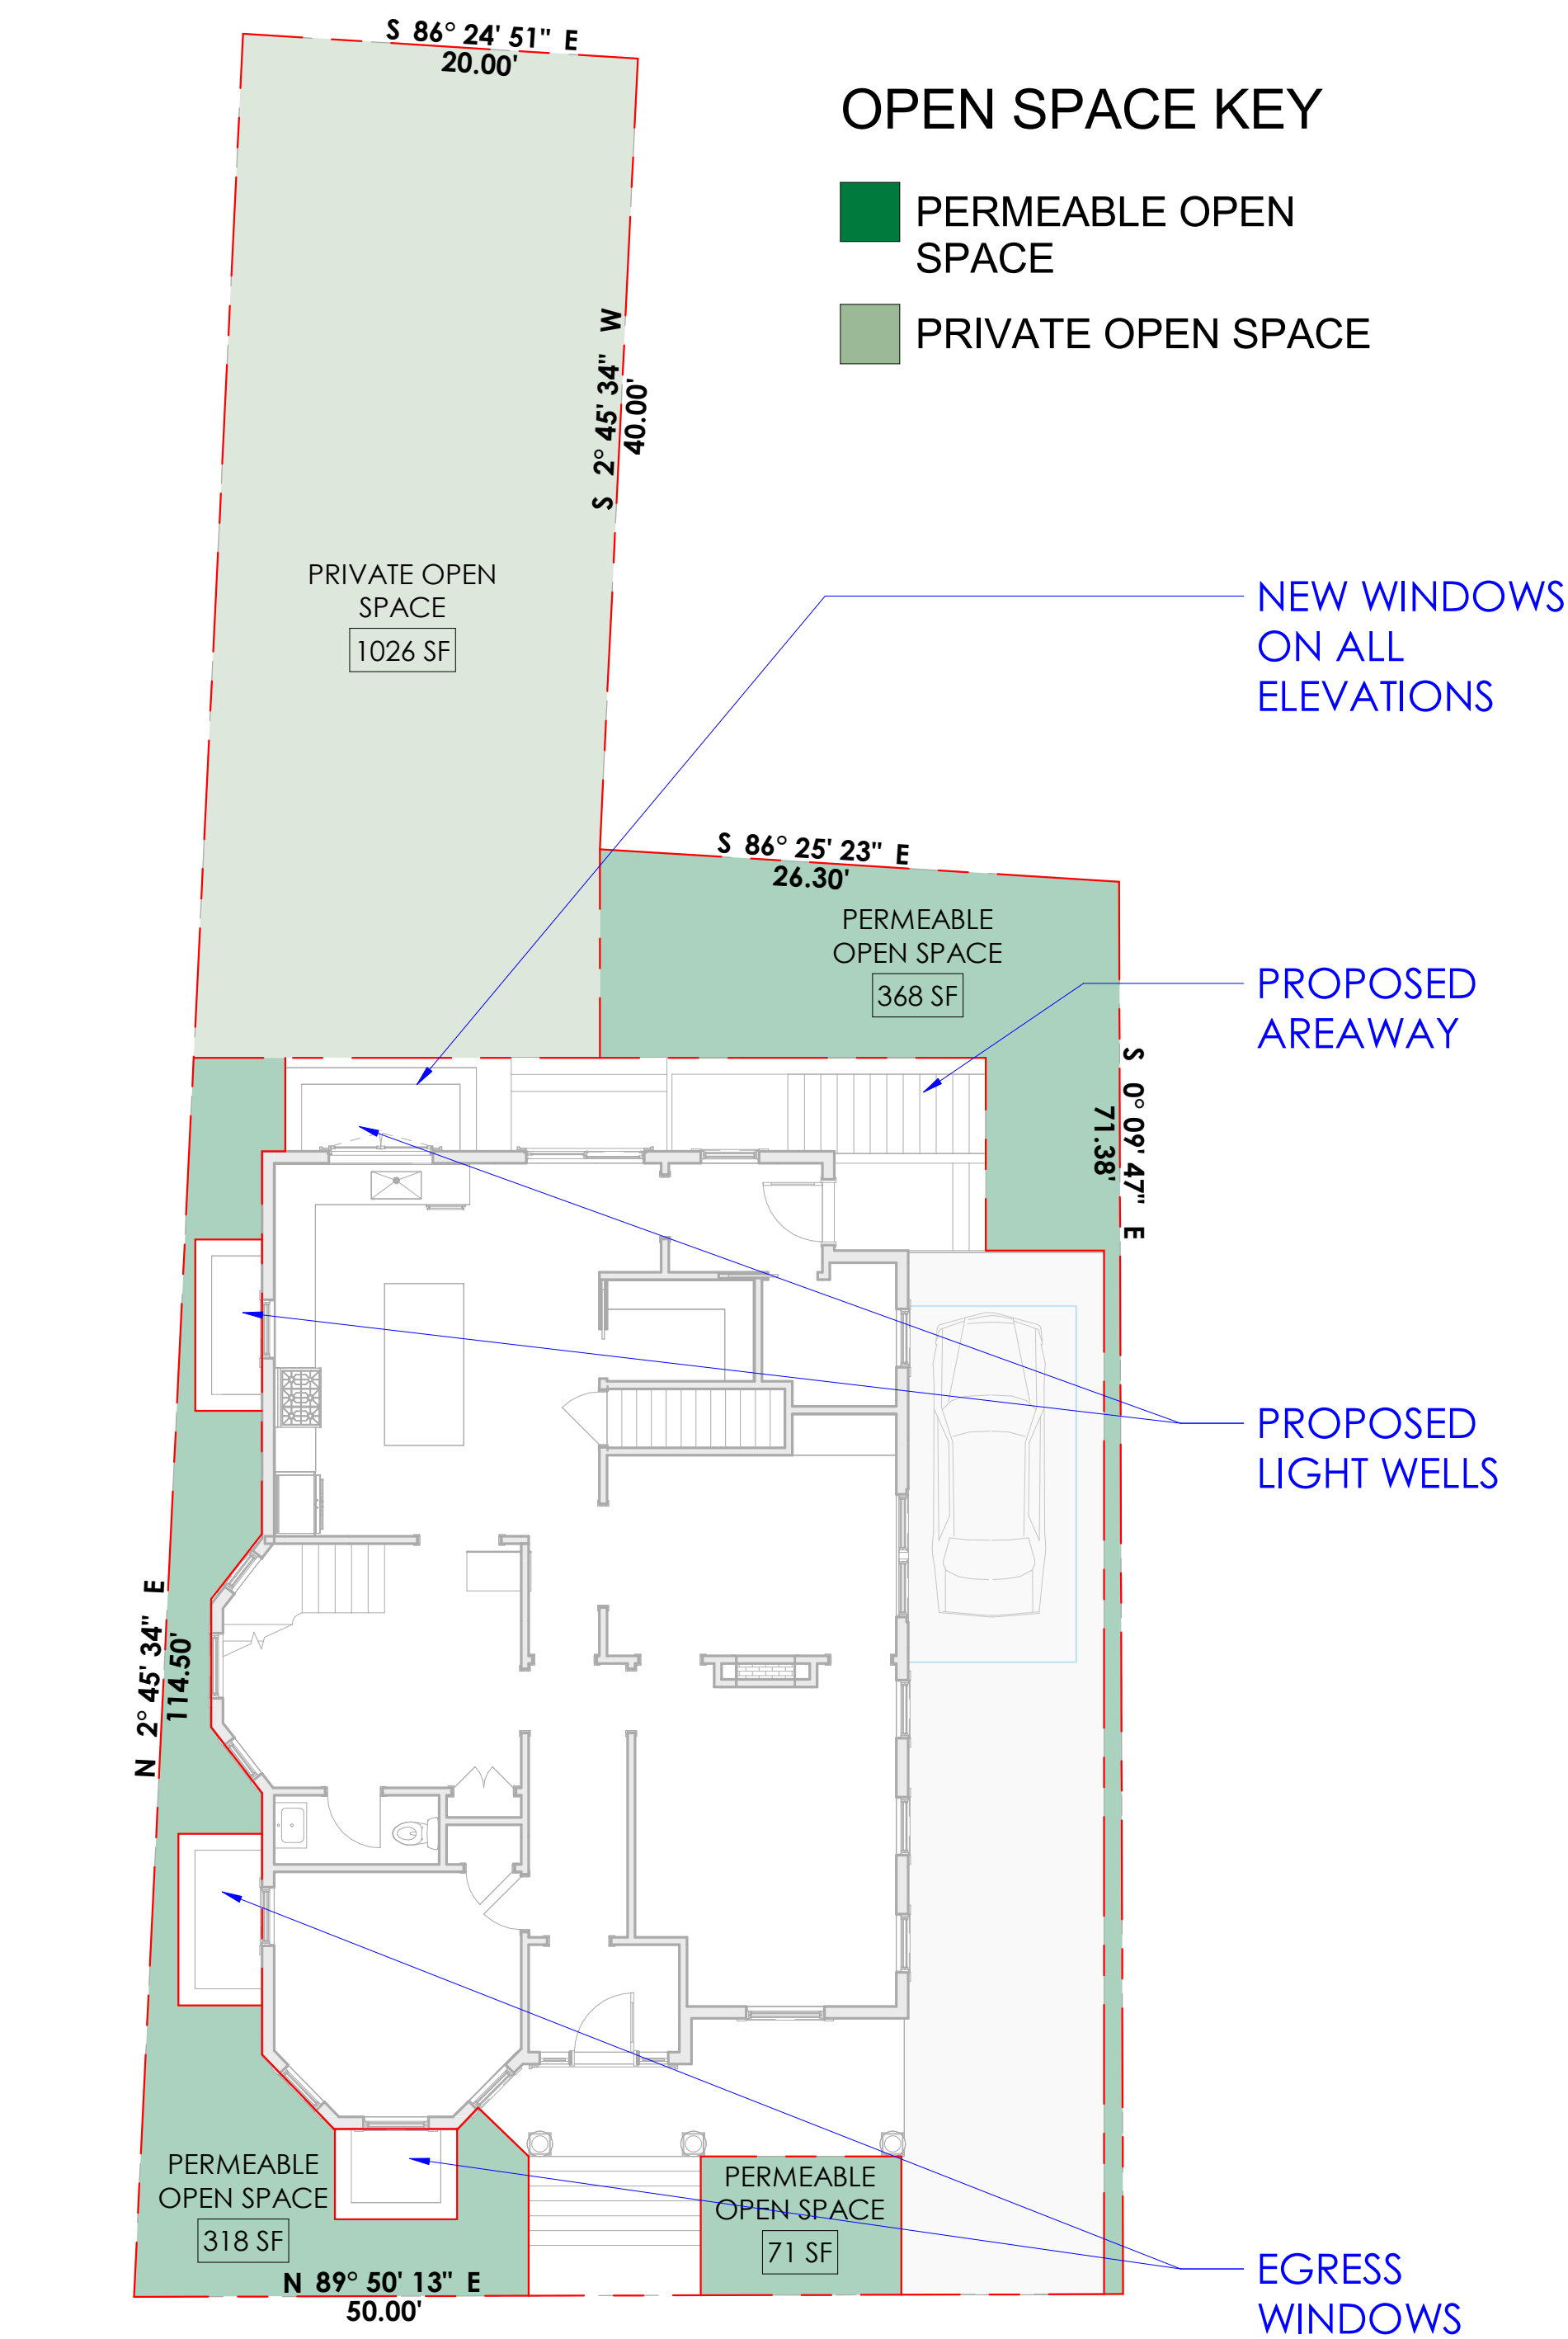 S 86° 24' 51" E
20.00'
OPEN SPACE KEY
PERMEABLE OPEN
SPACE
PRIVATE OPEN SPACE
S 2° 45' 34" W
40.00'
PRIVATE OPEN
SPACE
1026 SF
NEW WINDOWS
ON ALL
ELEVATIONS
S 86° 25' 23" E
26.30'
PERMEABLE
OPEN SPACE
368 SF
PROPOSED
AREAWAY
S 0° 09' 47" E
71.38'
PROPOSED
LIGHT WELLS
N 2° 45' 34" E
114.50'
PERMEABLE
OPEN SPACE
318 SF
PERMEABLE
OPEN SPACE
71 SF
N 89° 50' 13" E
50.00'
EGRESS
WINDOWS